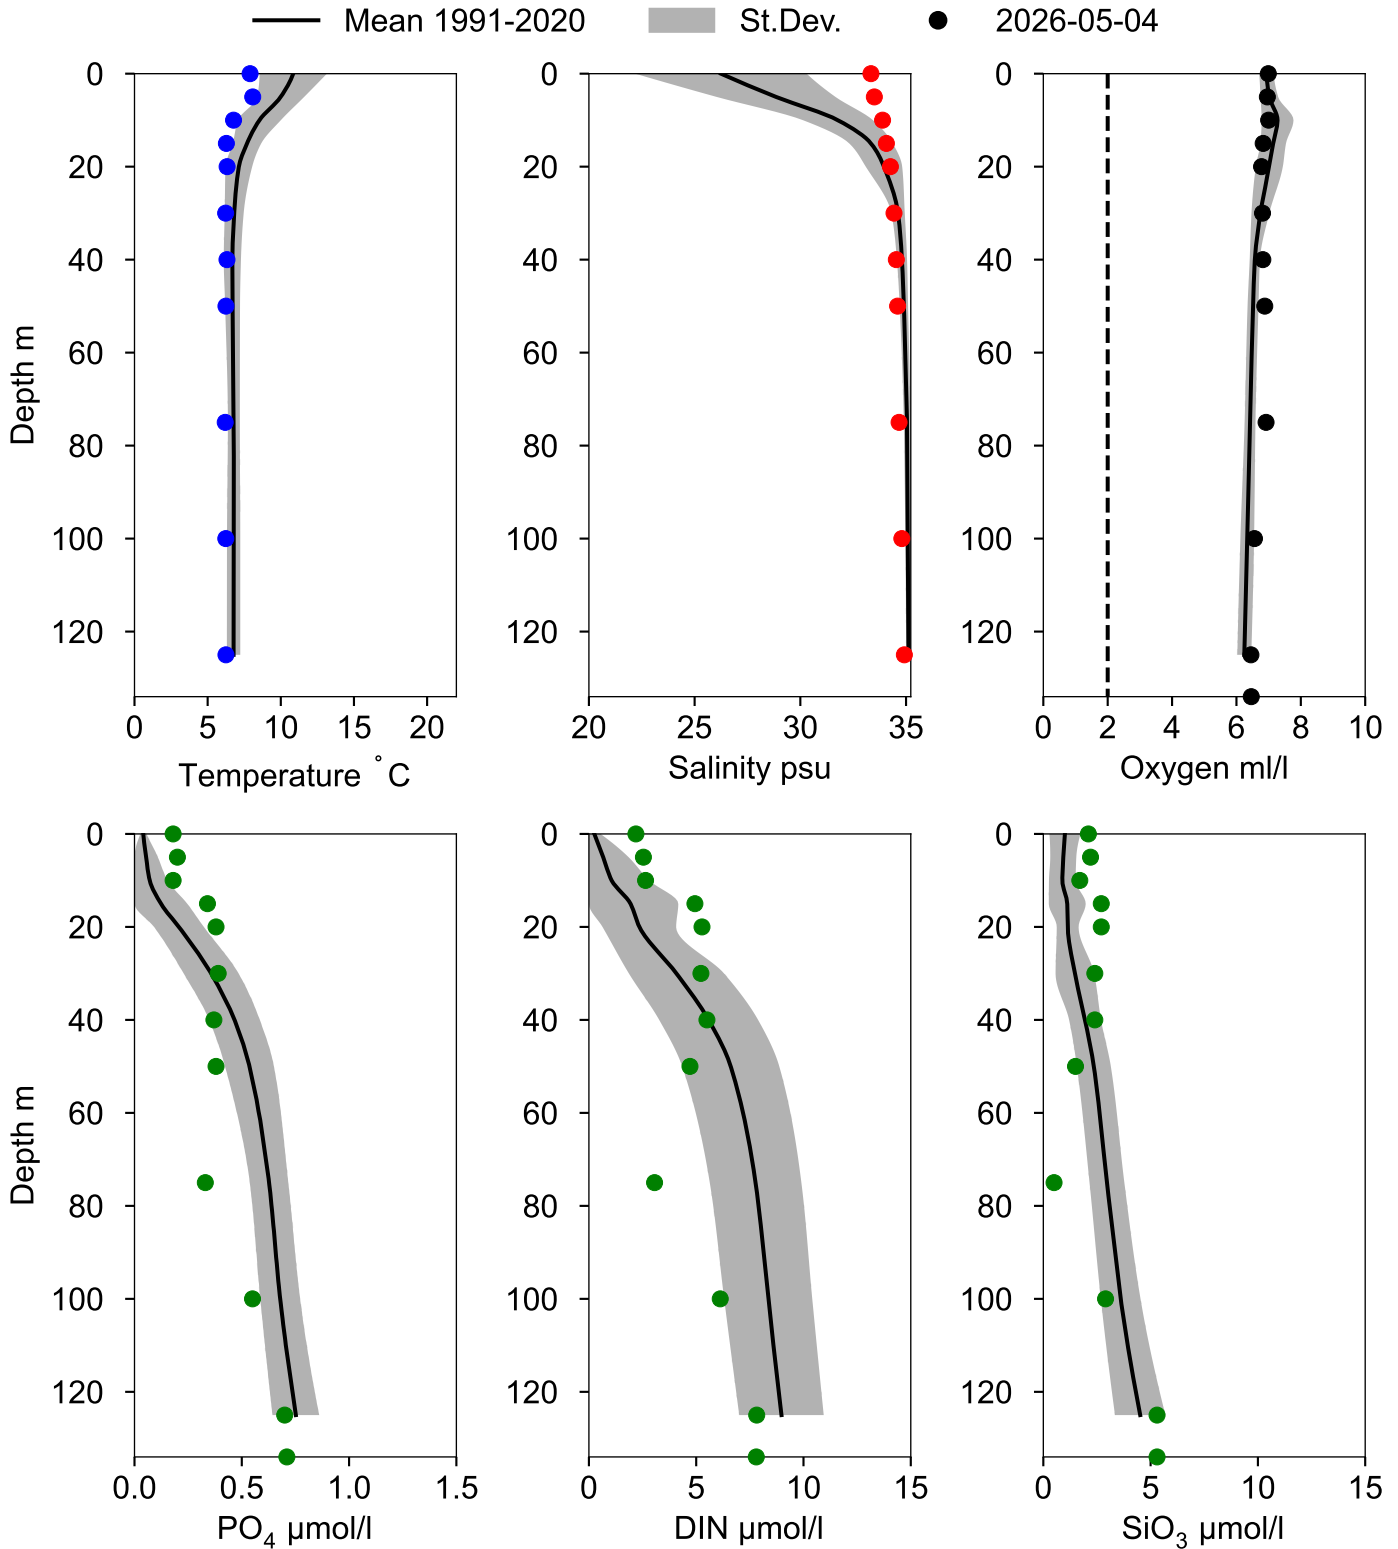 Mean 1991-2020 St.Dev. 2026-05-04
0 0 0
20 20 20
40 40 40
60 60 60
80 80 80
100 100 100
120 120 120
Depth m
0 5 10 15 20 20 25 30 35 0 2 4 6 8 10
Temperature °C Salinity psu Oxygen ml/l
0 0 0
20 20 20
40 40 40
60 60 60
80 80 80
100 100 100
120 120 120
Depth m
0.0 0.5 1.0 1.5 0 5 10 15 0 5 10 15
PO₄ µmol/l DIN µmol/l SiO₃ µmol/l